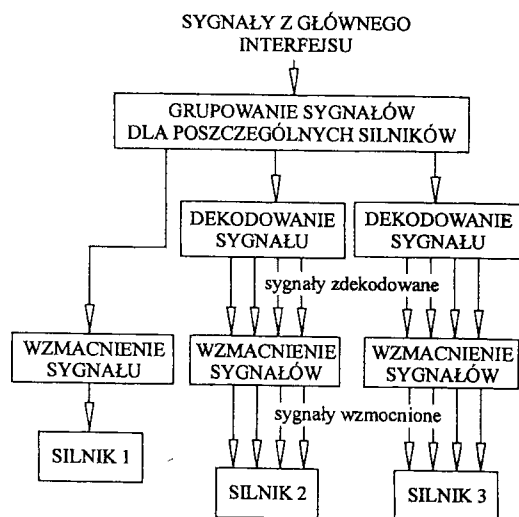 SYGNAŁY Z GŁÓWNEGO
INTERFEJSU
GRUPOWANIE SYGNAŁÓW
DLA POSZCZEGÓLNYCH SILNIKÓW
DEKODOWANIE
SYGNAŁU
DEKODOWANIE
SYGNAŁU
sygnały zdekodowane
WZMACNIENIE
SYGNAŁU
WZMACNIENIE
SYGNAŁÓW
WZMACNIENIE
SYGNAŁÓW
sygnały wzmocnione
SILNIK 1
SILNIK 2
SILNIK 3